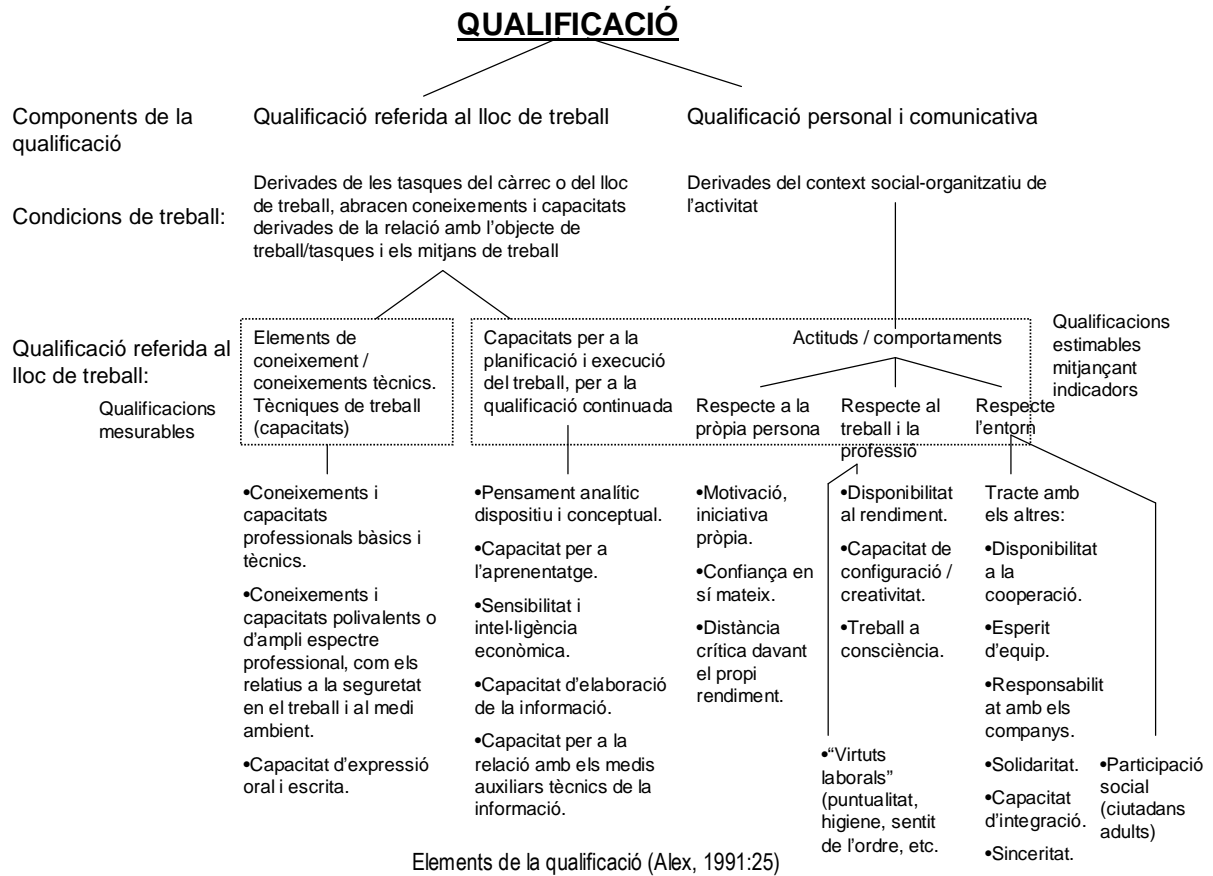 QUALIFICACIÓ
Components de la
qualificació
Qualificació referida al lloc de treball
Qualificació personal i comunicativa
Condicions de treball:
Derivades de les tasques del càrrec o del lloc
de treball, abracen coneixements i capacitats
derivades de la relació amb l’objecte de
treball/tasques i els mitjans de treball
Derivades del context social-organitzatiu de
l’activitat
Qualificació referida al
lloc de treball:
Qualificacions
mesurables
Elements de
coneixement /
coneixements tècnics.
Tècniques de treball
(capacitats)
Capacitats per a la
planificació i execució
del treball, per a la
qualificació continuada
Actituds / comportaments
Respecte a la
pròpia persona
Respecte al
treball i la
professió
Respecte
l’entorn
Qualificacions
estimables
mitjançant
indicadors
•Coneixements i
capacitats
professionals bàsics i
tècnics.
•Coneixements i
capacitats polivalents o
d’ampli espectre
professional, com els
relatius a la seguretat
en el treball i al medi
ambient.
•Capacitat d’expressió
oral i escrita.
•Pensament analític
dispositiu i conceptual.
•Capacitat per a
l’aprenentatge.
•Sensibilitat i
intel·ligència
econòmica.
•Capacitat d’elaboració
de la informació.
•Capacitat per a la
relació amb els medis
auxiliars tècnics de la
informació.
•Motivació,
iniciativa
pròpia.
•Confiança en
sí mateix.
•Distància
crítica davant
el propi
rendiment.
•Disponibilitat
al rendiment.
•Capacitat de
configuració /
creativitat.
•Treball a
consciència.
•“Virtuts
laborals”
(puntualitat,
higiene, sentit
de l’ordre, etc.
Tracte amb
els altres:
•Disponibilitat
a la
cooperació.
•Esperit
d’equip.
•Responsabilit
at amb els
companys.
•Solidaritat.
•Capacitat
d’integració.
•Sinceritat.
•Participació
social
(ciutadans
adults)
Elements de la qualificació (Alex, 1991:25)